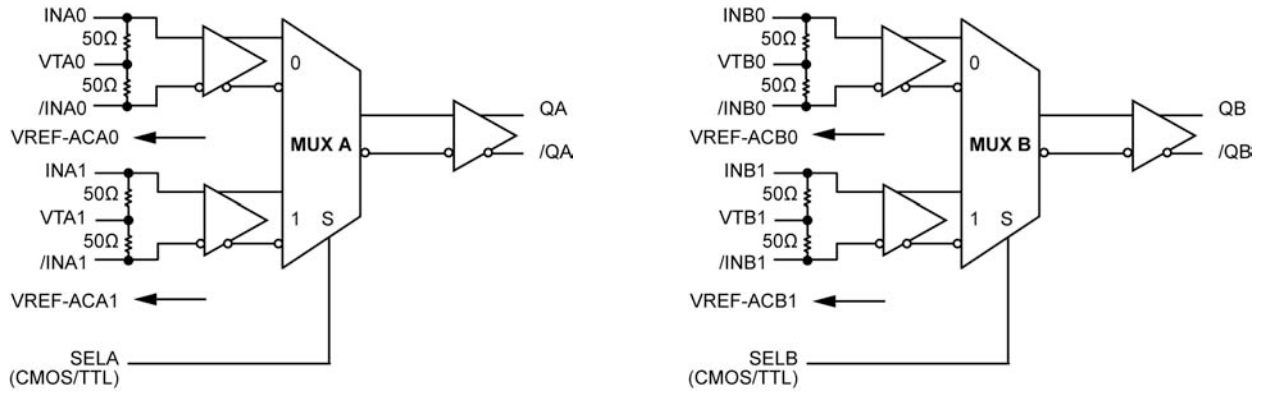 INA0
50Ω
VTA0
50Ω
/INA0
VREF-ACA0
INA1
50Ω
VTA1
50Ω
/INA1
VREF-ACA1
0
MUX A
1 S
QA
/QA
SELA
(CMOS/TTL)
INB0
50Ω
VTB0
50Ω
/INB0
VREF-ACB0
INB1
50Ω
VTB1
50Ω
/INB1
VREF-ACB1
0
MUX B
1 S
QB
/QB
SELB
(CMOS/TTL)